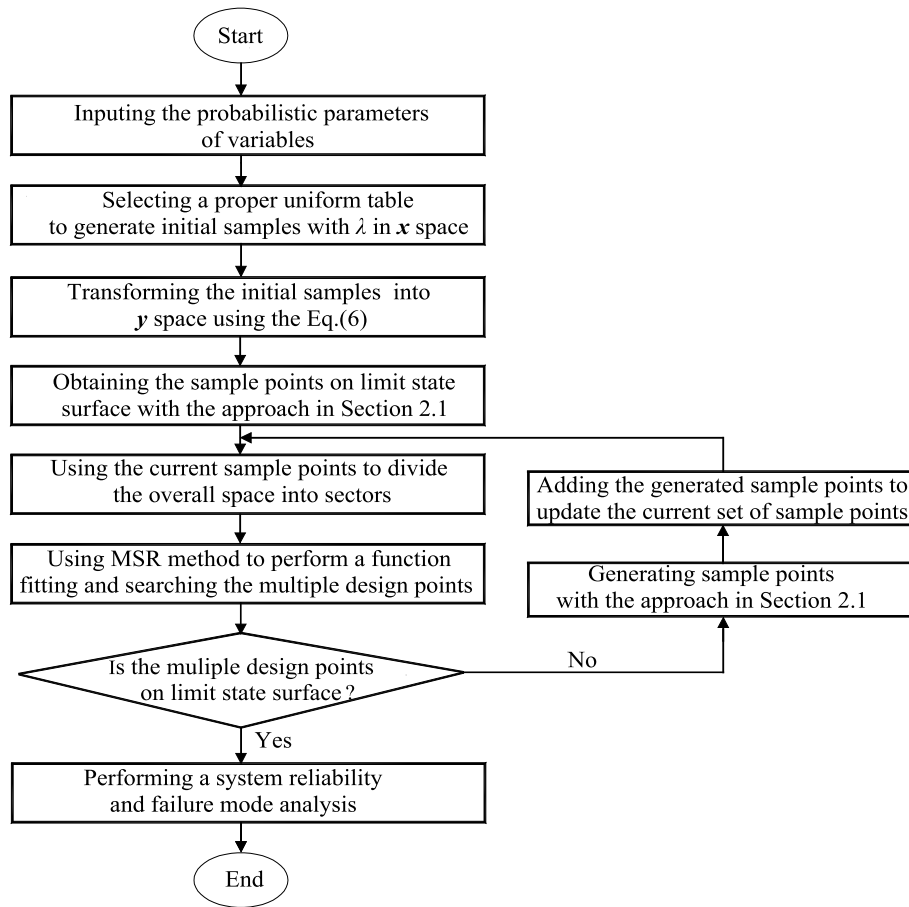 Start
Inputing the probabilistic parameters
of variables
Selecting a proper uniform table
to generate initial samples with λ in x space
Transforming the initial samples into
y space using the Eq.(6)
Obtaining the sample points on limit state
surface with the approach in Section 2.1
Using the current sample points to divide
the overall space into sectors
Using MSR method to perform a function
fitting and searching the multiple design points
Is the muliple design points
on limit state surface?
No
Generating sample points
with the approach in Section 2.1
Adding the generated sample points to
update the current set of sample points
Yes
Performing a system reliability
and failure mode analysis
End